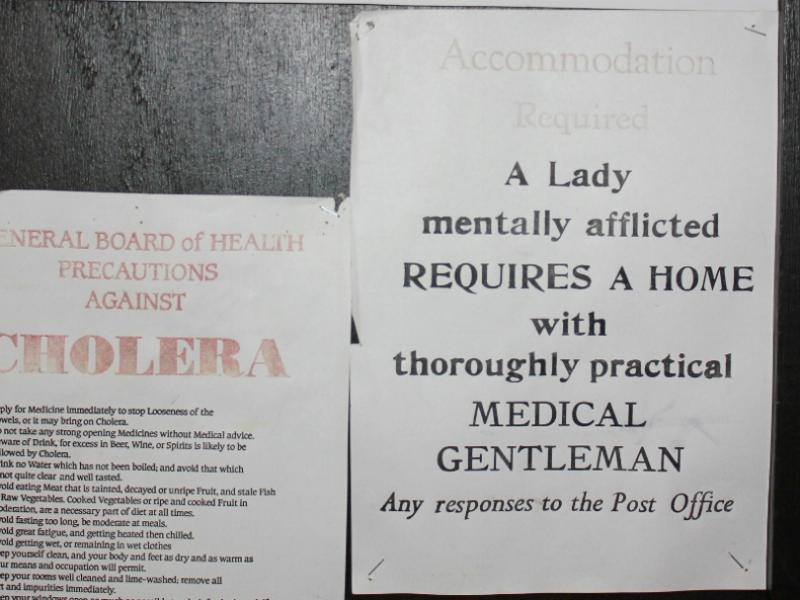 ENERAL BOARD of HEALTH
PRECAUTIONS
AGAINST
CHOLERA
ply for Medicine immediately to stop Looseness of the
wels, or it may bring on Cholera.
not take any strong opening Medicines without Medical advice.
ware of Drink, for excess in Beer, Wine, or Spirits is likely to be
llowed by Cholera.
ink no Water which has not been boiled; and avoid that which
not quite clear and well tasted.
oid eating Meat that is tainted, decayed or unripe Fruit, and stale Fish
Raw Vegetables. Cooked Vegetables or ripe and cooked Fruit in
oderation, are a necessary part of diet at all times.
oid fasting too long, be moderate at meals.
oid great fatigue, and getting heated then chilled.
oid getting wet, or remaining in wet clothes
ep yourself clean, and your body and feet as dry and as warm as
ur means and occupation will permit.
ep your rooms well cleaned and lime-washed; remove all
t and impurities immediately.
Accommodation
Required
A Lady
mentally afflicted
REQUIRES A HOME
with
thoroughly practical
MEDICAL
GENTLEMAN
Any responses to the Post Office